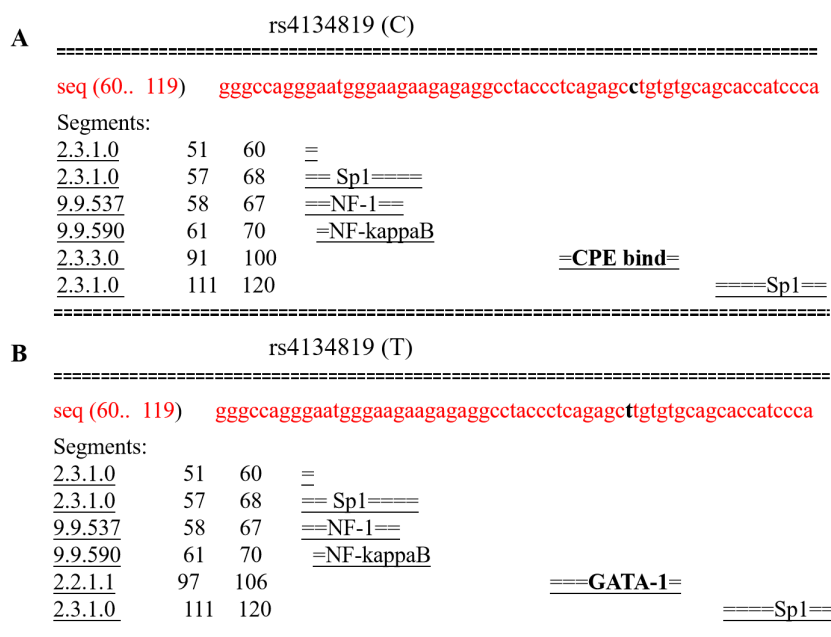 A
rs4134819 (C)
seq (60.. 119) gggccagggaatgggaagaagagaggcctaccctcagagcctgtgtgcagcaccatccca
Segments:
2.3.1.0 51 60 =
2.3.1.0 57 68 == Sp1====
9.9.537 58 67 ==NF-1==
9.9.590 61 70 =NF-kappaB
2.3.3.0 91 100 =CPE bind=
2.3.1.0 111 120 ====Sp1==
B
rs4134819 (T)
seq (60.. 119) gggccagggaatgggaagaagagaggcctaccctcagagcttgtgtgcagcaccatccca
Segments:
2.3.1.0 51 60 =
2.3.1.0 57 68 == Sp1====
9.9.537 58 67 ==NF-1==
9.9.590 61 70 =NF-kappaB
2.2.1.1 97 106 ===GATA-1=
2.3.1.0 111 120 ====Sp1==